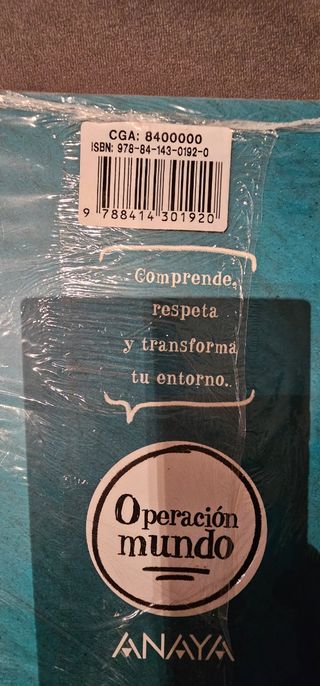 CGA: 8400000
ISBN: 978-84-143-0192-0
9 788414 301920
Comprende,
respeta
y transforma
tu entorno..
Operación
mundo
ANAYA